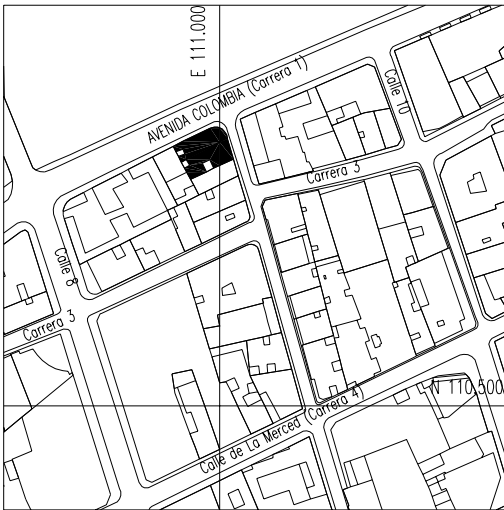 E 111.000
AVENIDA COLOMBIA (Carrera 1)
Calle 10
Carrera 3
Calle 8
Carrera 3
N 110.500
Calle de La Merced (Carrera 4)